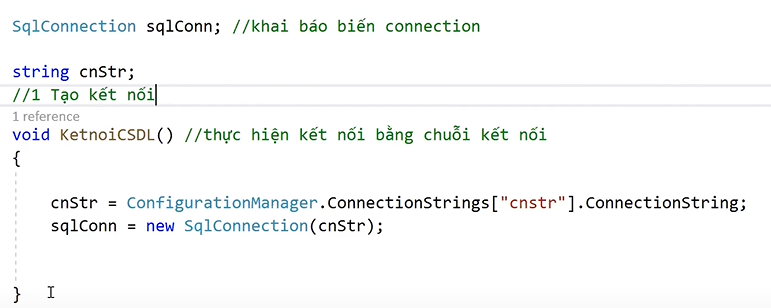 SqlConnection sqlConn; //khai báo biến connection
string cnStr;
//1 Tạo kết nối
1 reference
void KetnoiCSDL() //thực hiện kết nối bằng chuỗi kết nối
{
cnStr = ConfigurationManager.ConnectionStrings["cnstr"].ConnectionString;
sqlConn = new SqlConnection(cnStr);
}